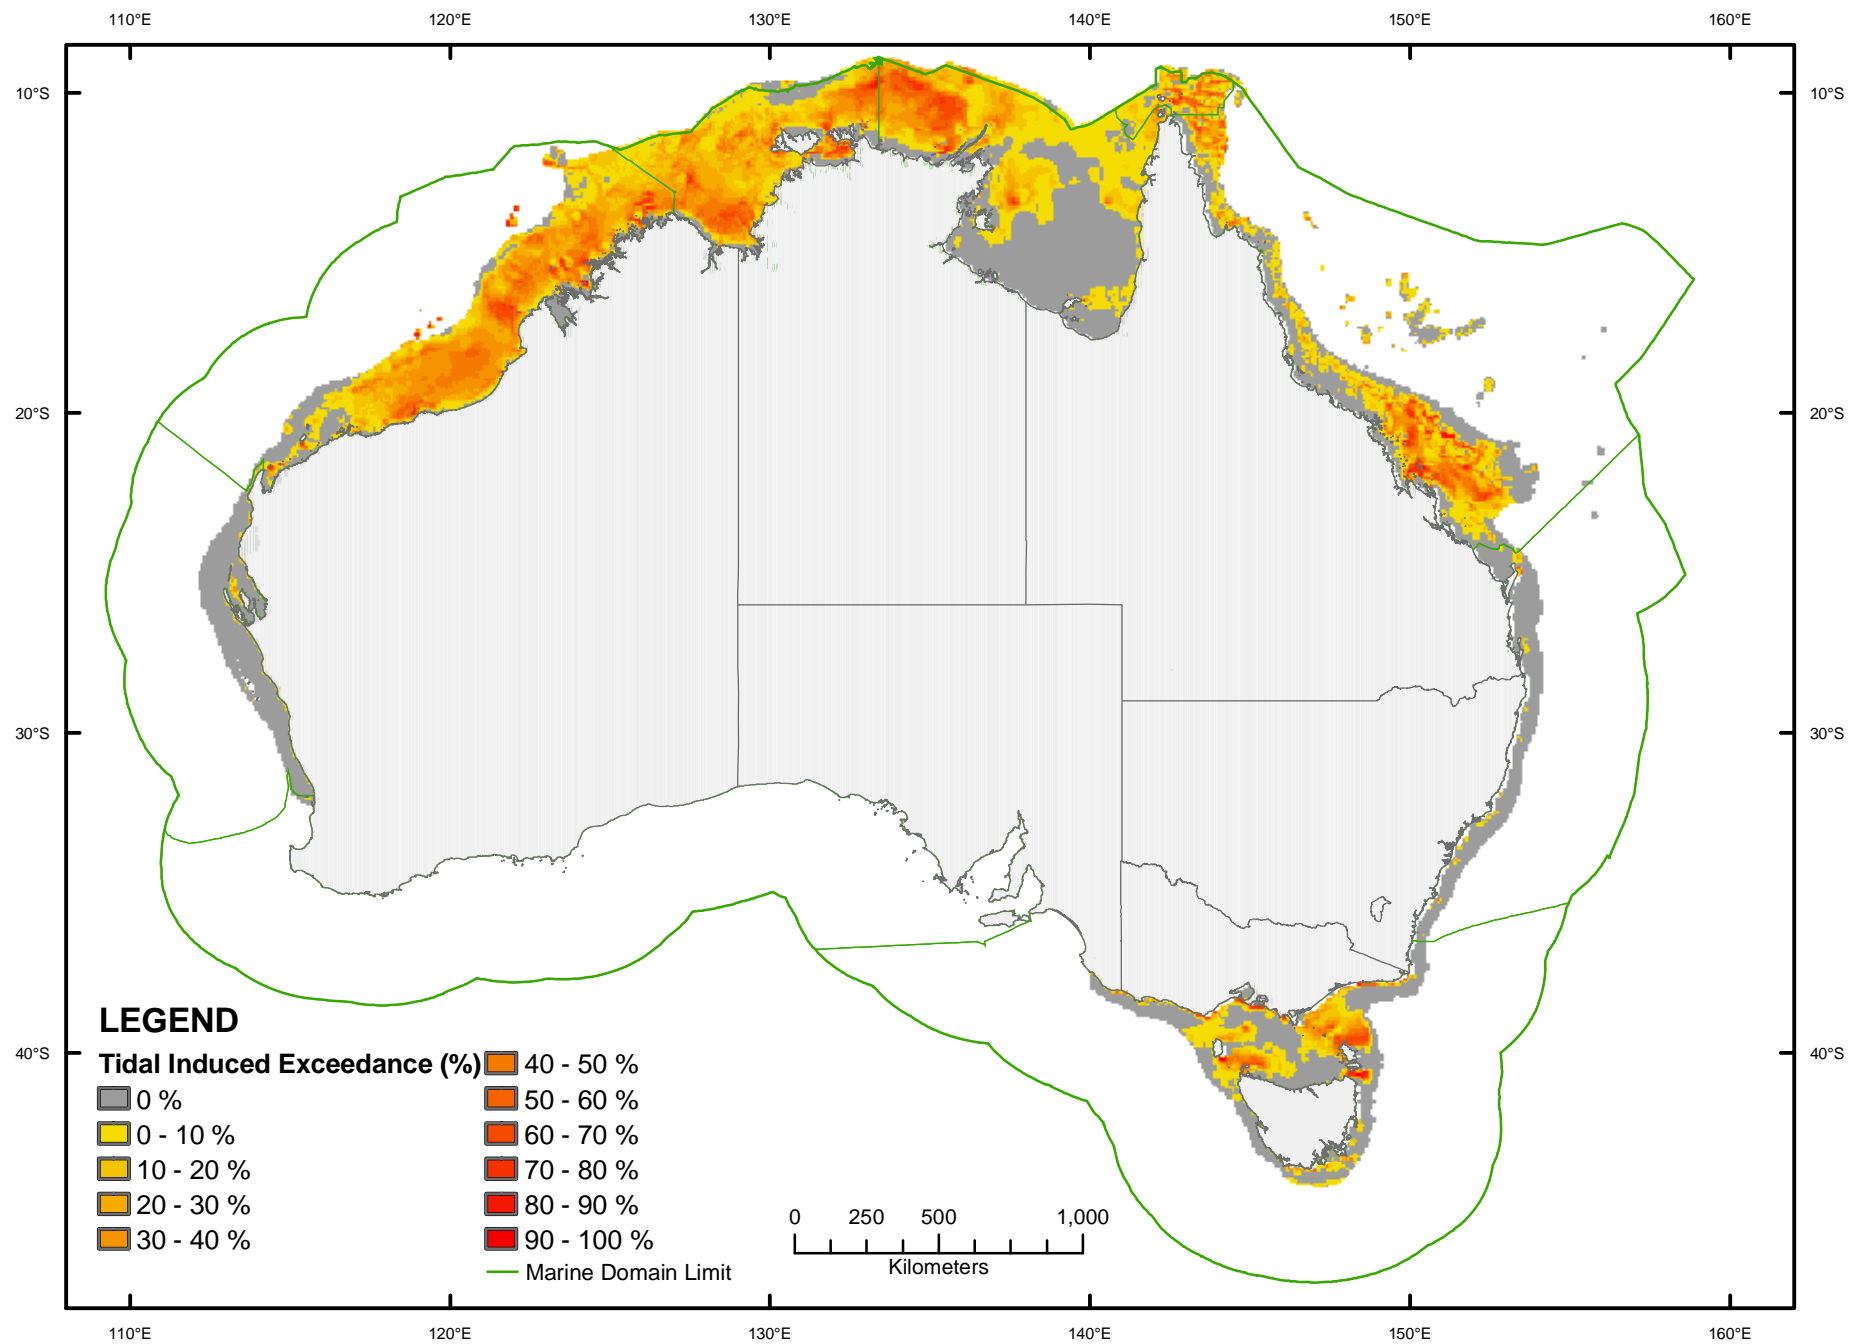 110°E 120°E 130°E 140°E 150°E 160°E
10°S 10°S
20°S 20°S
30°S 30°S
40°S 40°S
LEGEND
Tidal Induced Exceedance (%)
0 %
0 - 10 %
10 - 20 %
20 - 30 %
30 - 40 %
40 - 50 %
50 - 60 %
60 - 70 %
70 - 80 %
80 - 90 %
90 - 100 %
Marine Domain Limit
0 250 500 1,000
Kilometers
110°E 120°E 130°E 140°E 150°E 160°E